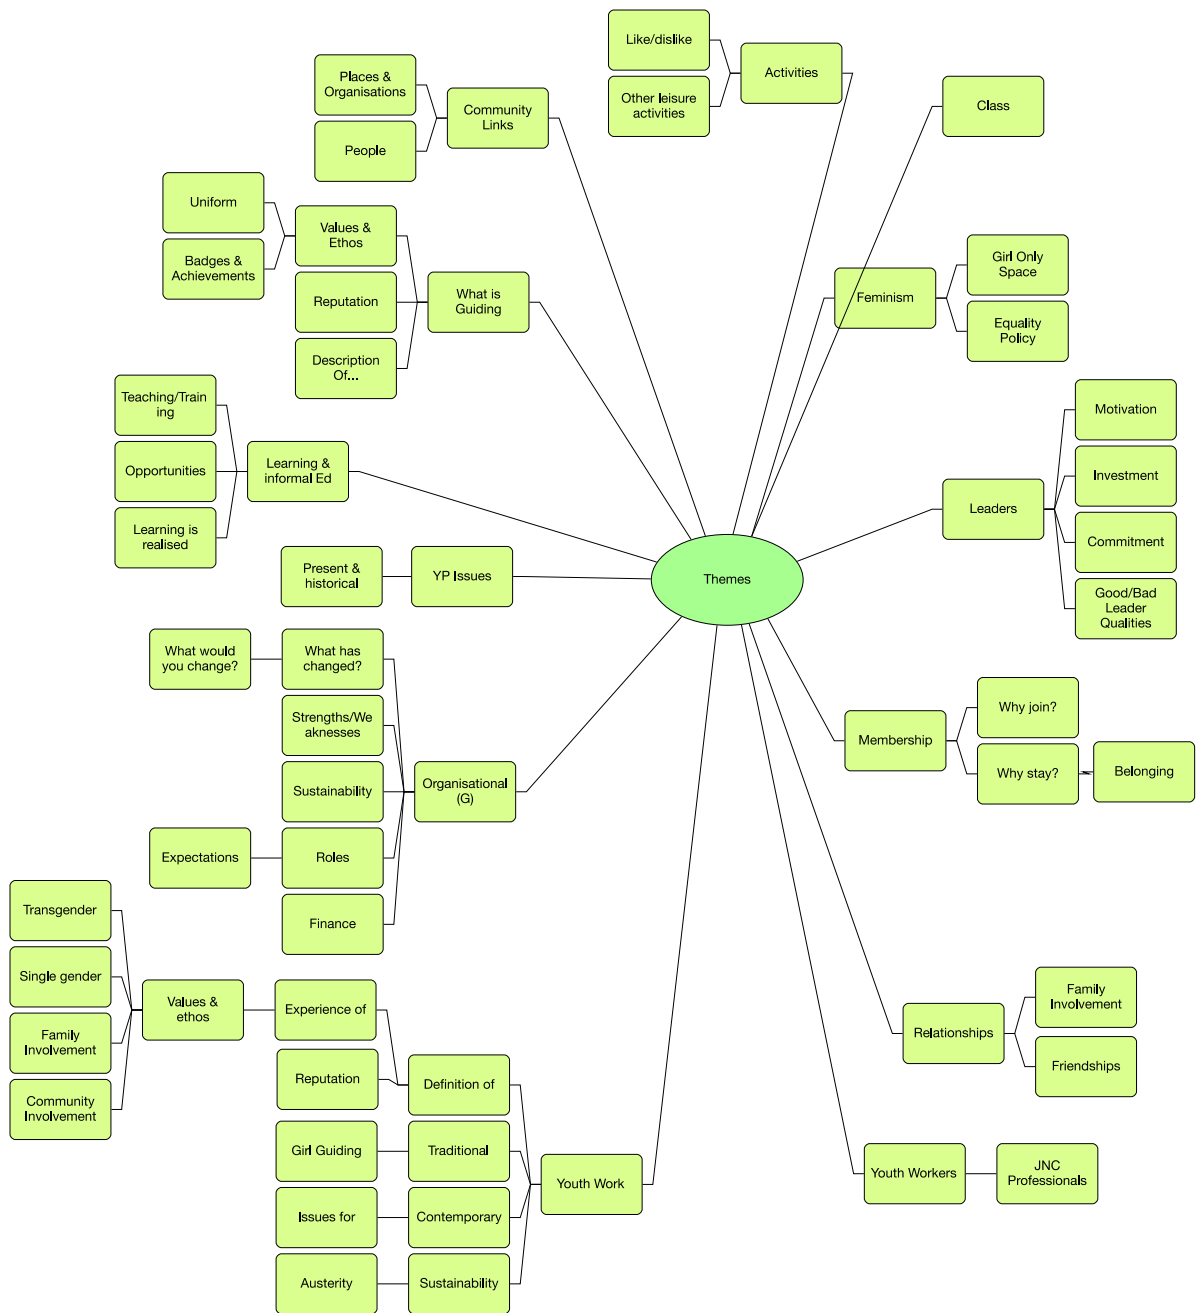 Like/dislike
Activities
Other leisure
activities
Places &
Organisations
Community
Links
People
Class
Uniform
Values &
Ethos
Badges &
Achievements
Reputation
What is
Guiding
Description
Of...
Feminism
Girl Only
Space
Equality
Policy
Teaching/Train
ing
Opportunities
Learning &
informal Ed
Learning is
realised
Leaders
Motivation
Investment
Commitment
Good/Bad
Leader
Qualities
Present &
historical
YP Issues
Themes
What would
you change?
What has
changed?
Strengths/We
aknesses
Sustainability
Organisational
(G)
Expectations
Roles
Finance
Membership
Why join?
Why stay?
Belonging
Transgender
Single gender
Values &
ethos
Experience of
Family
Involvement
Community
Involvement
Reputation
Definition of
Girl Guiding
Traditional
Youth Work
Issues for
Contemporary
Austerity
Sustainability
Relationships
Family
Involvement
Friendships
Youth Workers
JNC
Professionals